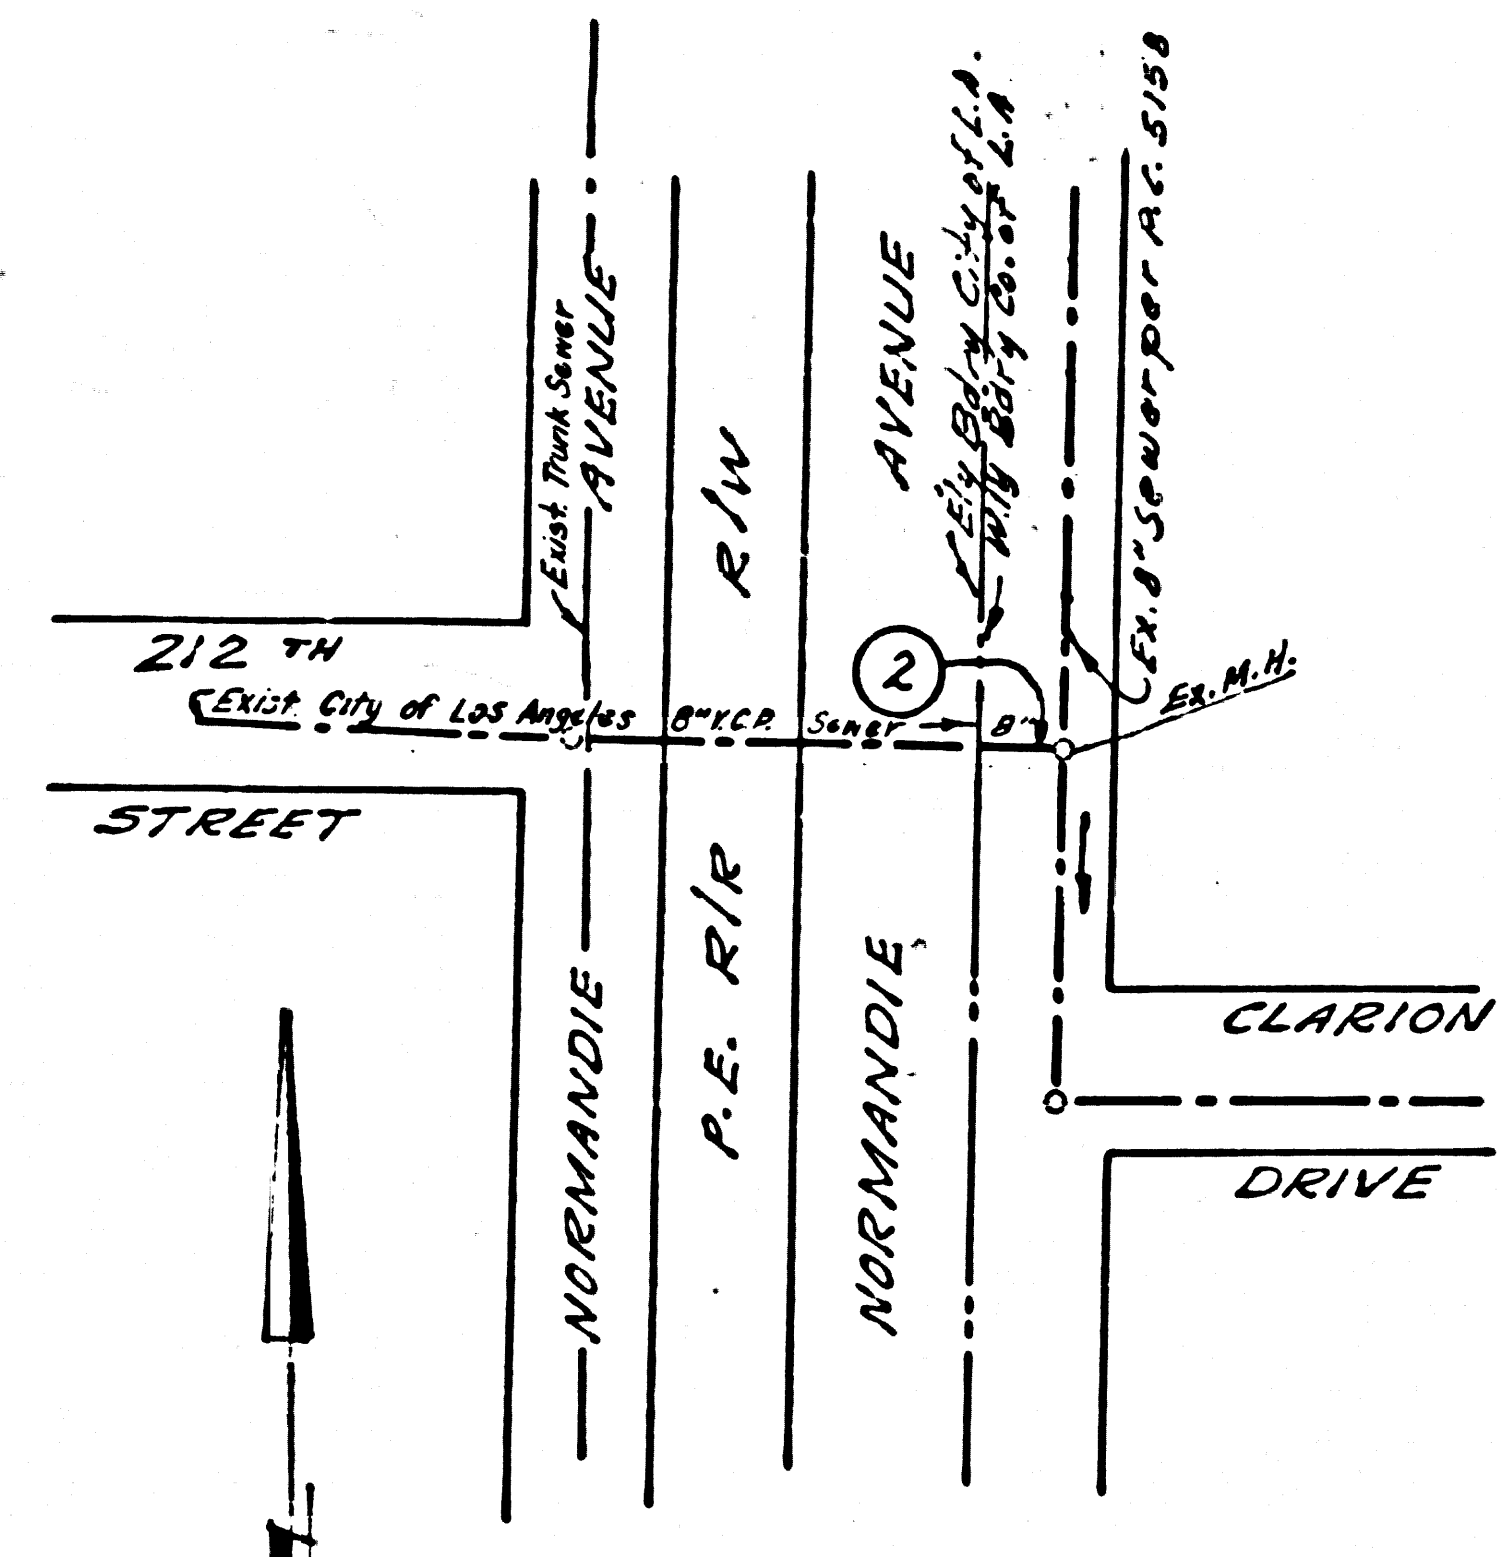 Ely Bdry City of L.A.
Wly Bdry Co. of L.A
Ex. 8" Sewer per P.C. 5158
Exist. Trunk Sewer
AVENUE
R/W
AVENUE
212 TH
STREET
Exist. City of Los Angeles 8" V.C.P. Sewer
2
8"
Ex. M.H.
NORMANDIE
P. E. R/R
NORMANDIE
CLARION
DRIVE